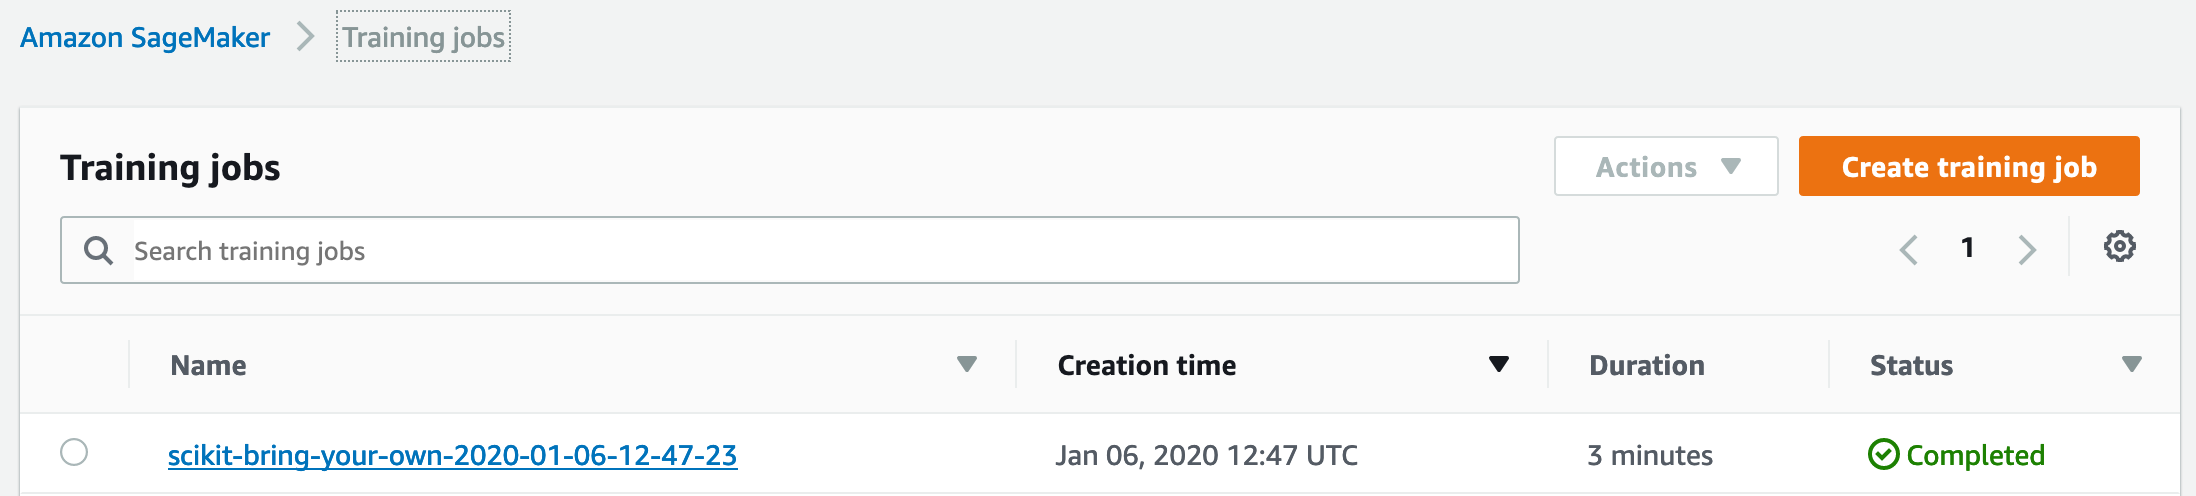 Amazon SageMaker Training jobs
Training jobs
Actions
Create training job
Search training jobs
1
Name Creation time Duration Status
scikit-bring-your-own-2020-01-06-12-47-23 Jan 06, 2020 12:47 UTC 3 minutes Completed